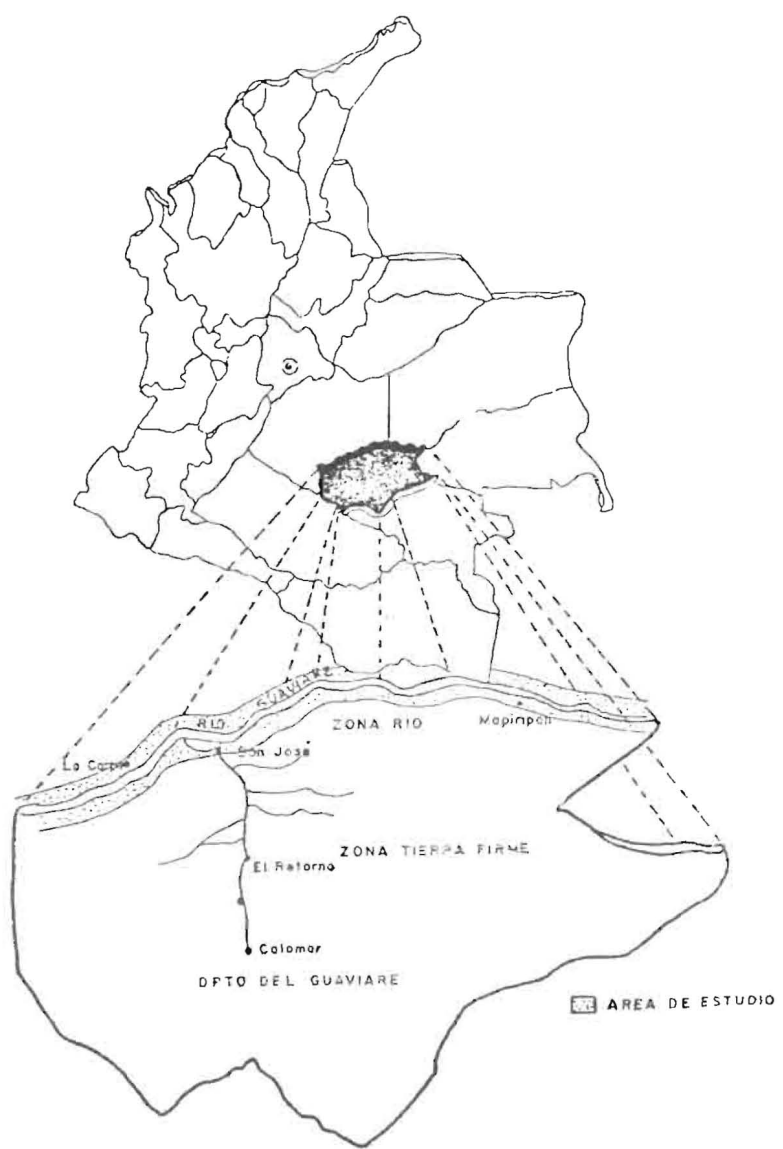 RIO GUAVIARE
ZONA RIO
Mapiripan
La Carpa
San José
ZONA TIERRA FIRME
El Retorno
Calamar
DPTO DEL GUAVIARE
AREA DE ESTUDIO